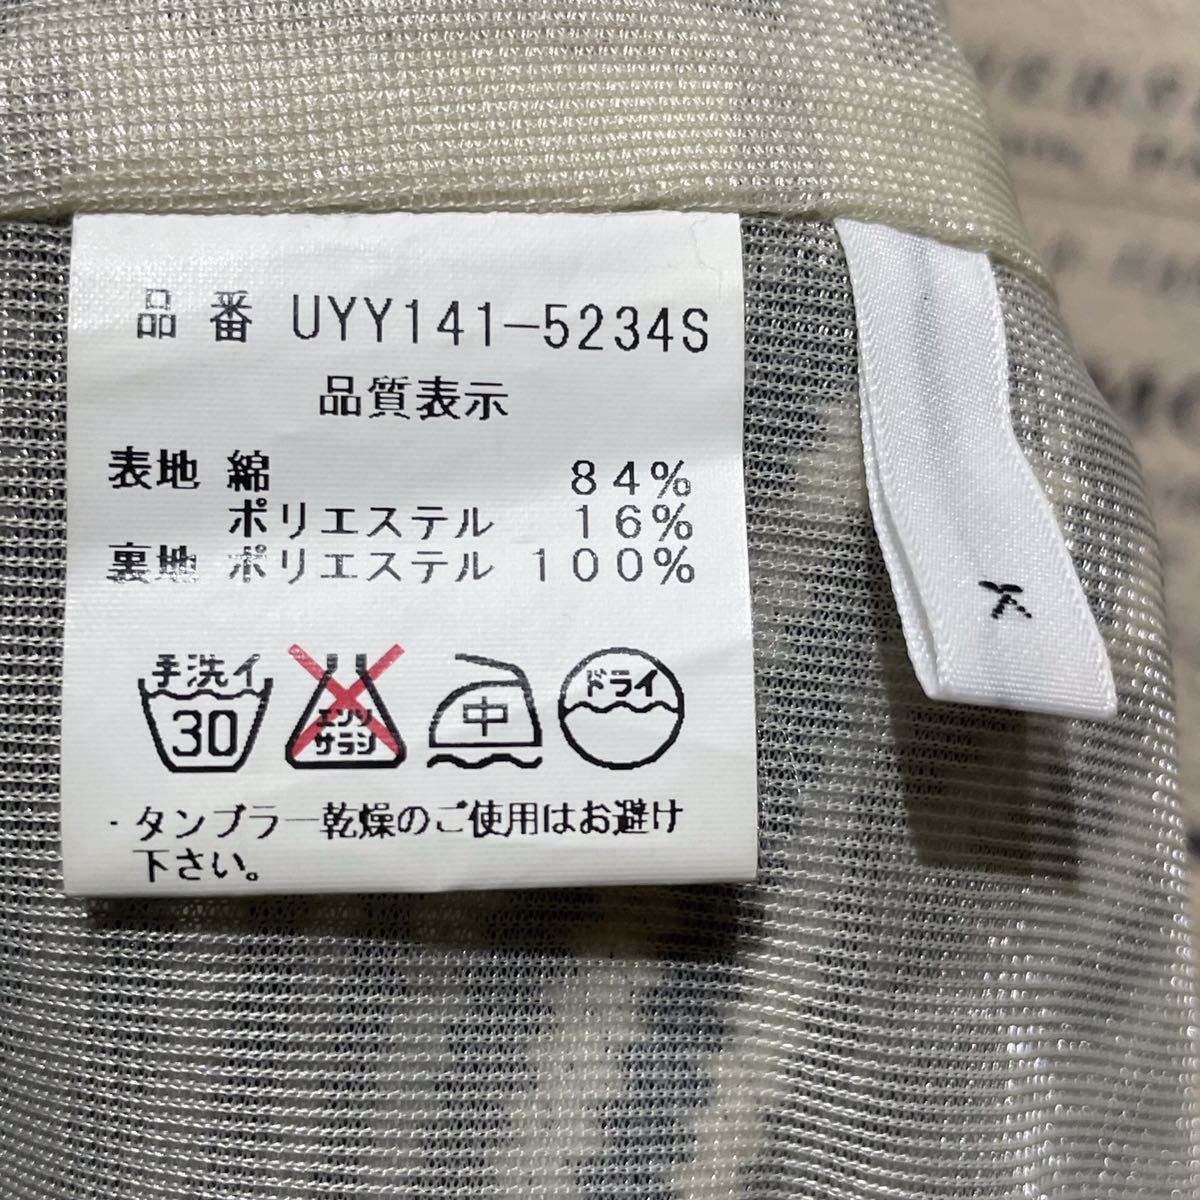 品番 UYY141-5234S
品質表示
表地 綿 84%
ポリエステル 16%
裏地 ポリエステル 100%
手洗イ
30
エンソ
サラシ
中
ドライ
・タンブラー乾燥のご使用はお避け
下さい。